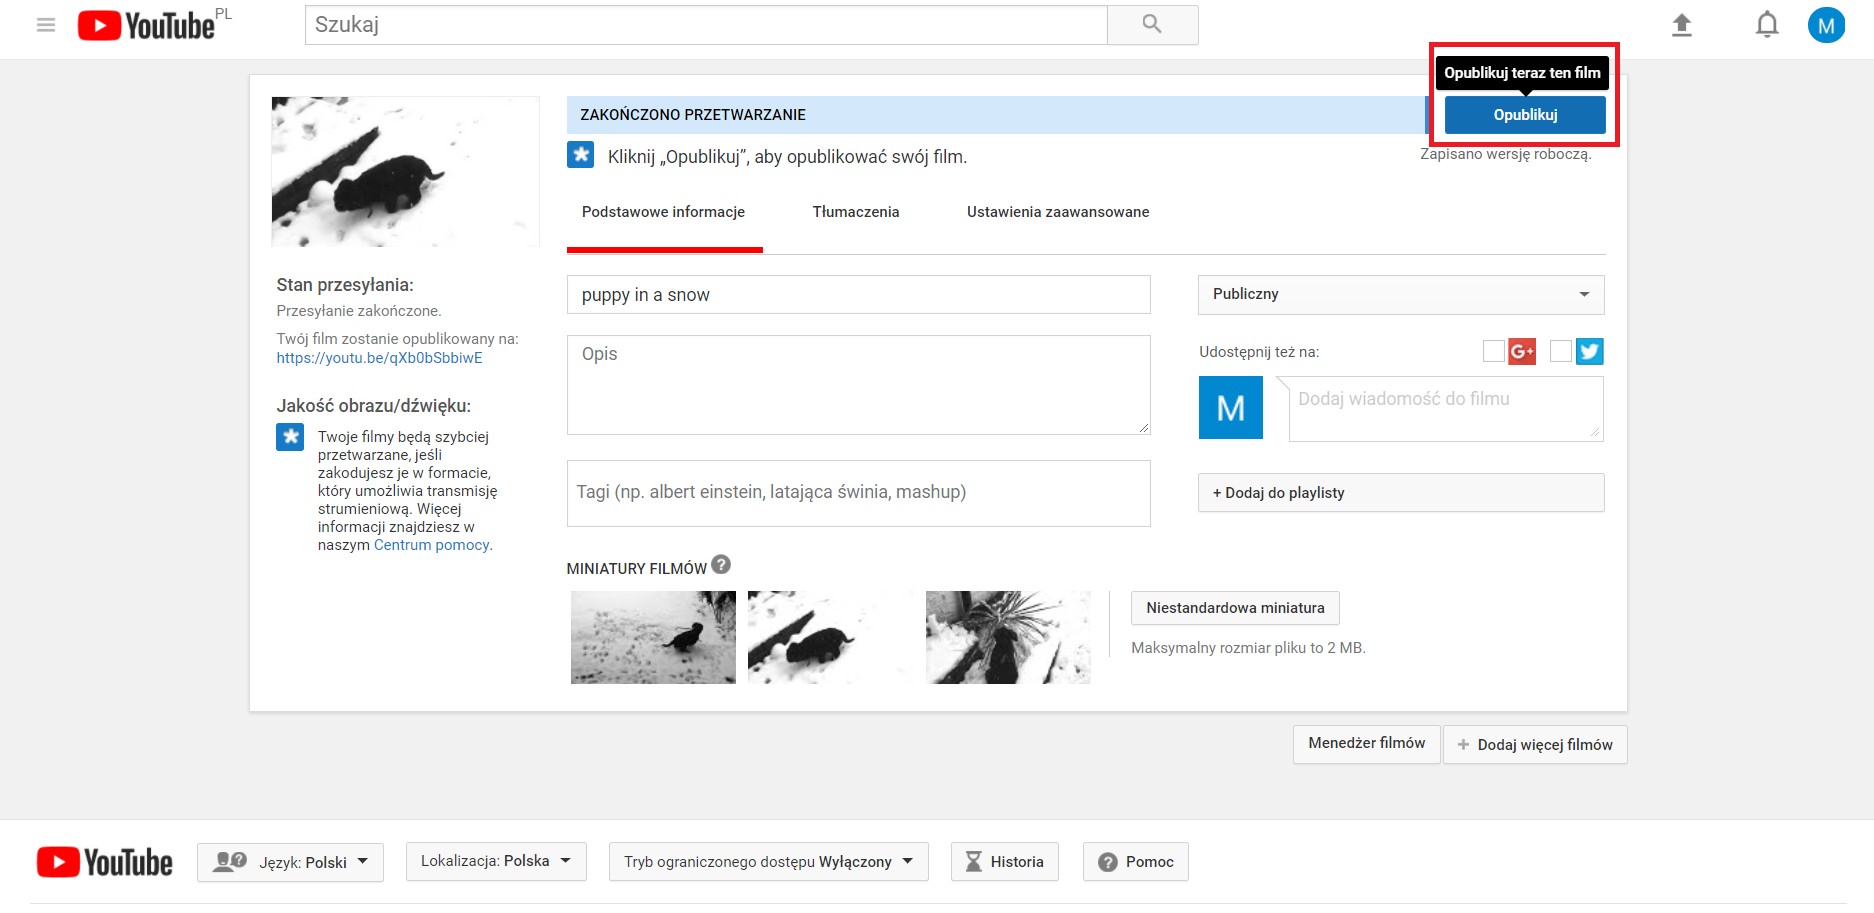 YouTube PL
Szukaj
M
Opublikuj teraz ten film
ZAKOŃCZONO PRZETWARZANIE
Opublikuj
Kliknij „Opublikuj”, aby opublikować swój film.
Zapisano wersję roboczą.
Podstawowe informacje
Tłumaczenia
Ustawienia zaawansowane
Stan przesyłania:
Przesyłanie zakończone.
Twój film zostanie opublikowany na:
https://youtu.be/qXb0bSbbiwE
Jakość obrazu/dźwięku:
Twoje filmy będą szybciej
przetwarzane, jeśli
zakodujesz je w formacie,
który umożliwia transmisję
strumieniową. Więcej
informacji znajdziesz w
naszym Centrum pomocy.
puppy in a snow
Opis
Tagi (np. albert einstein, latająca świnia, mashup)
Publiczny
Udostępnij też na:
G+
M
Dodaj wiadomość do filmu
+ Dodaj do playlisty
MINIATURY FILMÓW ?
Niestandardowa miniatura
Maksymalny rozmiar pliku to 2 MB.
Menedżer filmów
+ Dodaj więcej filmów
YouTube
Język: Polski
Lokalizacja: Polska
Tryb ograniczonego dostępu Wyłączony
Historia
? Pomoc